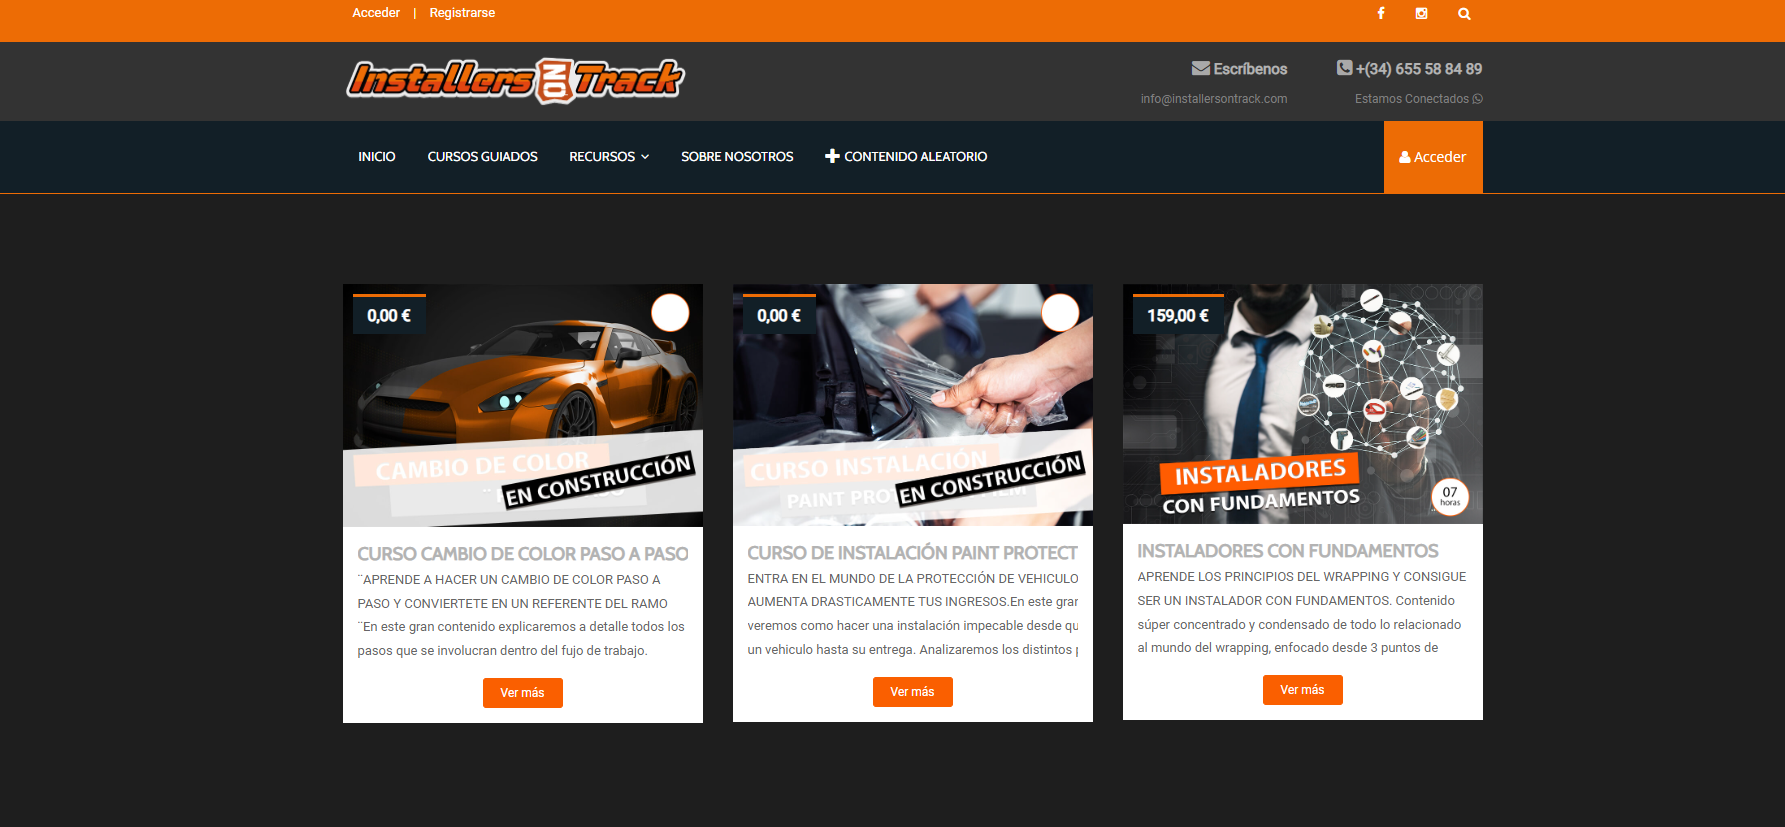 Acceder | Registrarse
Installers ON Track
Escríbenos
info@installersontrack.com
+(34) 655 58 84 89
Estamos Conectados
INICIO CURSOS GUIADOS RECURSOS SOBRE NOSOTROS CONTENIDO ALEATORIO
Acceder
0,00 €
CAMBIO DE COLOR
EN CONSTRUCCIÓN
CURSO CAMBIO DE COLOR PASO A PASO
¨APRENDE A HACER UN CAMBIO DE COLOR PASO A
PASO Y CONVIERTETE EN UN REFERENTE DEL RAMO
¨En este gran contenido explicaremos a detalle todos los
pasos que se involucran dentro del fujo de trabajo.
Ver más
0,00 €
CURSO INSTALACIÓN
PAINT
EN CONSTRUCCIÓN
CURSO DE INSTALACIÓN PAINT PROTECT
ENTRA EN EL MUNDO DE LA PROTECCIÓN DE VEHICULO
AUMENTA DRASTICAMENTE TUS INGRESOS.En este gran
veremos como hacer una instalación impecable desde qu
un vehiculo hasta su entrega. Analizaremos los distintos
Ver más
159,00 €
INSTALADORES
CON FUNDAMENTOS
07
horas
INSTALADORES CON FUNDAMENTOS
APRENDE LOS PRINCIPIOS DEL WRAPPING Y CONSIGUE
SER UN INSTALADOR CON FUNDAMENTOS. Contenido
súper concentrado y condensado de todo lo relacionado
al mundo del wrapping, enfocado desde 3 puntos de
Ver más